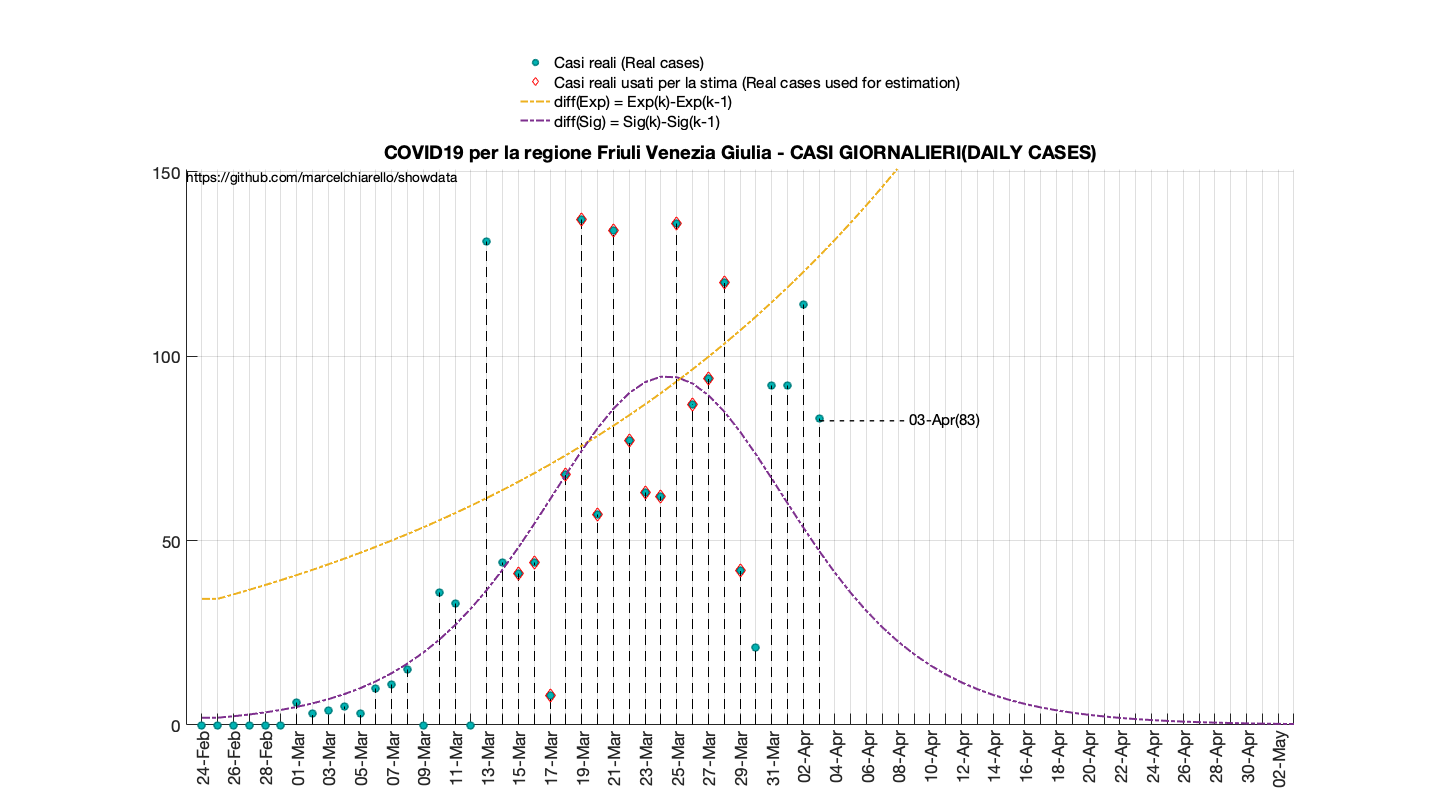 Casi reali (Real cases)
Casi reali usati per la stima (Real cases used for estimation)
diff(Exp) = Exp(k)-Exp(k-1)
diff(Sig) = Sig(k)-Sig(k-1)
COVID19 per la regione Friuli Venezia Giulia - CASI GIORNALIERI(DAILY CASES)
https://github.com/marcelchiarello/showdata
150
100
50
0
03-Apr(83)
24-Feb
26-Feb
28-Feb
01-Mar
03-Mar
05-Mar
07-Mar
09-Mar
11-Mar
13-Mar
15-Mar
17-Mar
19-Mar
21-Mar
23-Mar
25-Mar
27-Mar
29-Mar
31-Mar
02-Apr
04-Apr
06-Apr
08-Apr
10-Apr
12-Apr
14-Apr
16-Apr
18-Apr
20-Apr
22-Apr
24-Apr
26-Apr
28-Apr
30-Apr
02-May